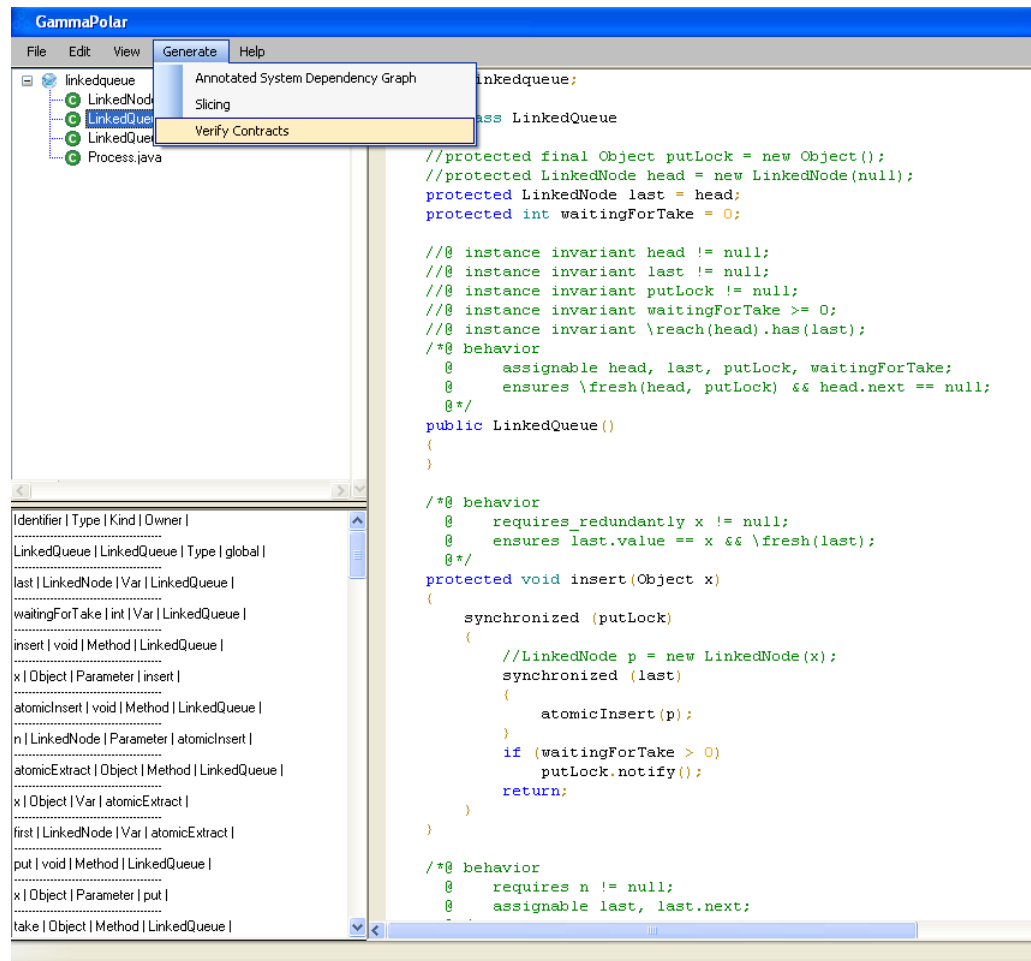 GammaPolar
File Edit View Generate Help
Annotated System Dependency Graph
Slicing
Verify Contracts
linkedqueue
LinkedNod
LinkedQue
LinkedQue
Process.java
inkedqueue;
ass LinkedQueue
//protected final Object putLock = new Object();
//protected LinkedNode head = new LinkedNode(null);
protected LinkedNode last = head;
protected int waitingForTake = 0;
//@ instance invariant head != null;
//@ instance invariant last != null;
//@ instance invariant putLock != null;
//@ instance invariant waitingForTake >= 0;
//@ instance invariant \reach(head).has(last);
/*@ behavior
@ assignable head, last, putLock, waitingForTake;
@ ensures \fresh(head, putLock) && head.next == null;
@*/
public LinkedQueue()
{
}
/*@ behavior
@ requires_redundantly x != null;
@ ensures last.value == x && \fresh(last);
@*/
protected void insert(Object x)
{
synchronized (putLock)
{
//LinkedNode p = new LinkedNode(x);
synchronized (last)
{
atomicInsert(p);
}
if (waitingForTake > 0)
putLock.notify();
return;
}
}
/*@ behavior
@ requires n != null;
@ assignable last, last.next;
Identifier | Type | Kind | Owner |
LinkedQueue | LinkedQueue | Type | global |
last | LinkedNode | Var | LinkedQueue |
waitingForTake | int | Var | LinkedQueue |
insert | void | Method | LinkedQueue |
x | Object | Parameter | insert |
atomicInsert | void | Method | LinkedQueue |
n | LinkedNode | Parameter | atomicInsert |
atomicExtract | Object | Method | LinkedQueue |
x | Object | Var | atomicExtract |
first | LinkedNode | Var | atomicExtract |
put | void | Method | LinkedQueue |
x | Object | Parameter | put |
take | Object | Method | LinkedQueue |